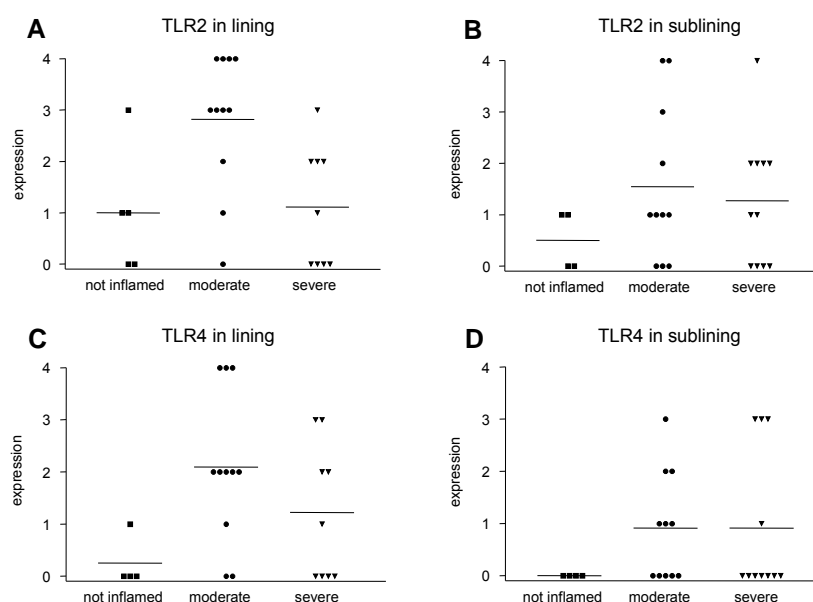 A
TLR2 in lining
4
3
2
1
0
expression
not inflamed moderate severe
B
TLR2 in sublining
4
3
2
1
0
expression
not inflamed moderate severe
C
TLR4 in lining
4
3
2
1
0
expression
not inflamed moderate severe
D
TLR4 in sublining
4
3
2
1
0
expression
not inflamed moderate severe